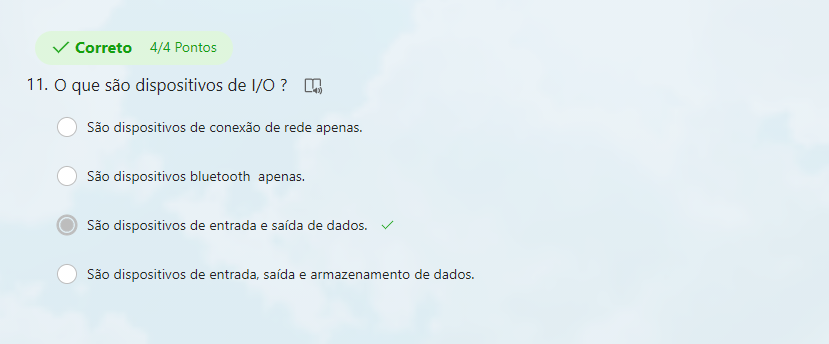 Correto 4/4 Pontos
11. O que são dispositivos de I/O ?
São dispositivos de conexão de rede apenas.
São dispositivos bluetooth apenas.
São dispositivos de entrada e saída de dados.
São dispositivos de entrada, saída e armazenamento de dados.